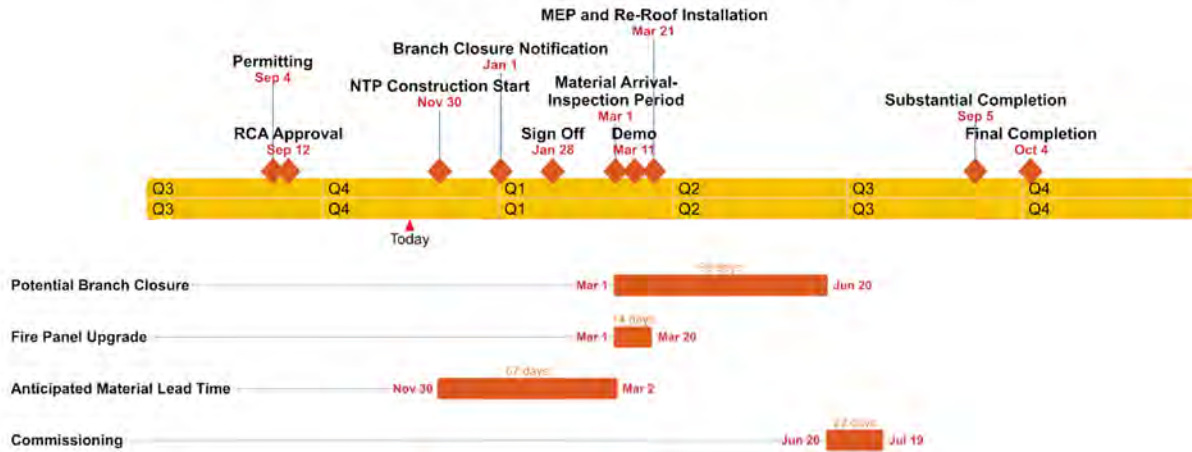 MEP and Re-Roof Installation
Mar 21
Branch Closure Notification
Jan 1
Permitting
Sep 4
Material Arrival-
Inspection Period
Mar 1
NTP Construction Start
Nov 30
Substantial Completion
Sep 5
RCA Approval
Sep 12
Sign Off
Jan 28
Demo
Mar 11
Final Completion
Oct 4
Q3 Q4 Q1 Q2 Q3 Q4
Q3 Q4 Q1 Q2 Q3 Q4
Today
days
Potential Branch Closure Mar 1 Jun 20
14 days
Fire Panel Upgrade Mar 1 Mar 20
67 days
Anticipated Material Lead Time Nov 30 Mar 2
days
Commissioning Jun 20 Jul 19